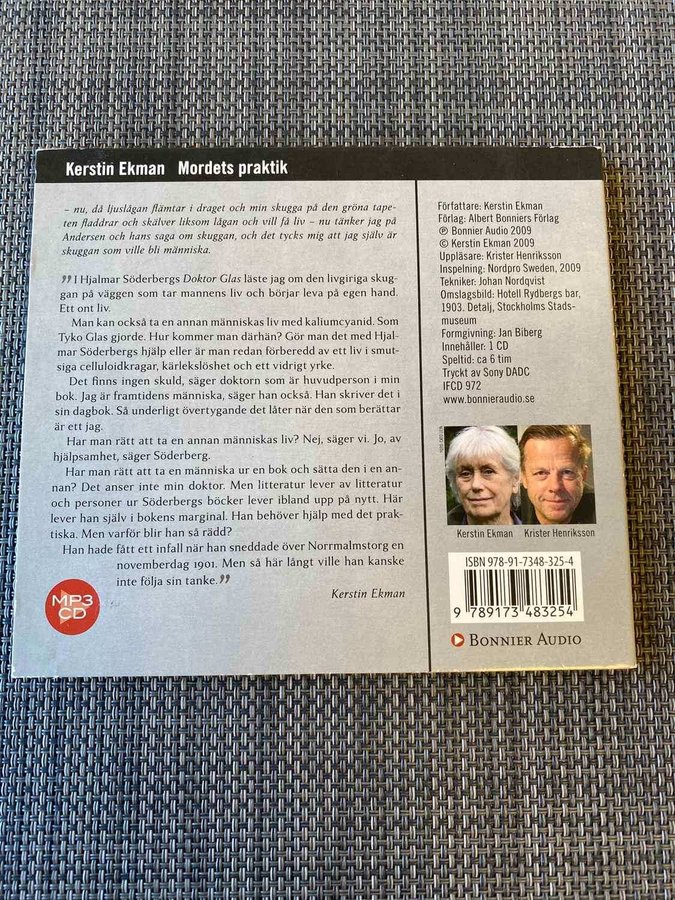 Kerstin Ekman Mordets praktik
– nu, då ljuslågan flämtar i draget och min skugga på den gröna tape-
ten fladdrar och skälver liksom lågan och vill få liv – nu tänker jag på
Andersen och hans saga om skuggan, och det tycks mig att jag själv är
skuggan som ville bli människa.
”I Hjalmar Söderbergs Doktor Glas läste jag om den livgiriga skug-
gan på väggen som tar mannens liv och börjar leva på egen hand.
Ett ont liv.
Man kan också ta en annan människas liv med kaliumcyanid. Som
Tyko Glas gjorde. Hur kommer man därhän? Gör man det med Hjal-
mar Söderbergs hjälp eller är man redan förberedd av ett liv i smut-
siga celluloidkragar, kärlekslöshet och ett vidrigt yrke.
Det finns ingen skuld, säger doktorn som är huvudperson i min
bok. Jag är framtidens människa, säger han också. Han skriver det i
sin dagbok. Så underligt övertygande det låter när den som berättar
är ett jag.
Har man rätt att ta en annan människas liv? Nej, säger vi. Jo, av
hjälpsamhet, säger Söderberg.
Har man rätt att ta en människa ur en bok och sätta den i en an-
nan? Det anser inte min doktor. Men litteratur lever av litteratur
och personer ur Söderbergs böcker lever ibland upp på nytt. Här
lever han själv i bokens marginal. Han behöver hjälp med det prak-
tiska. Men varför blir han så rädd?
Han hade fått ett infall när han sneddade över Norrmalmstorg en
novemberdag 1901. Men så här långt ville han kanske
inte följa sin tanke.”
Kerstin Ekman
MP3
CD
Författare: Kerstin Ekman
Förlag: Albert Bonniers Förlag
℗ Bonnier Audio 2009
© Kerstin Ekman 2009
Uppläsare: Krister Henriksson
Inspelning: Nordpro Sweden, 2009
Tekniker: Johan Nordqvist
Omslagsbild: Hotell Rydbergs bar,
1903. Detalj, Stockholms Stads-
museum
Formgivning: Jan Biberg
Innehåller: 1 CD
Speltid: ca 6 tim
Tryckt av Sony DADC
IFCD 972
www.bonnieraudio.se
Kerstin Ekman Krister Henriksson
ISBN 978-91-7348-325-4
9 789173 483254
BONNIER AUDIO